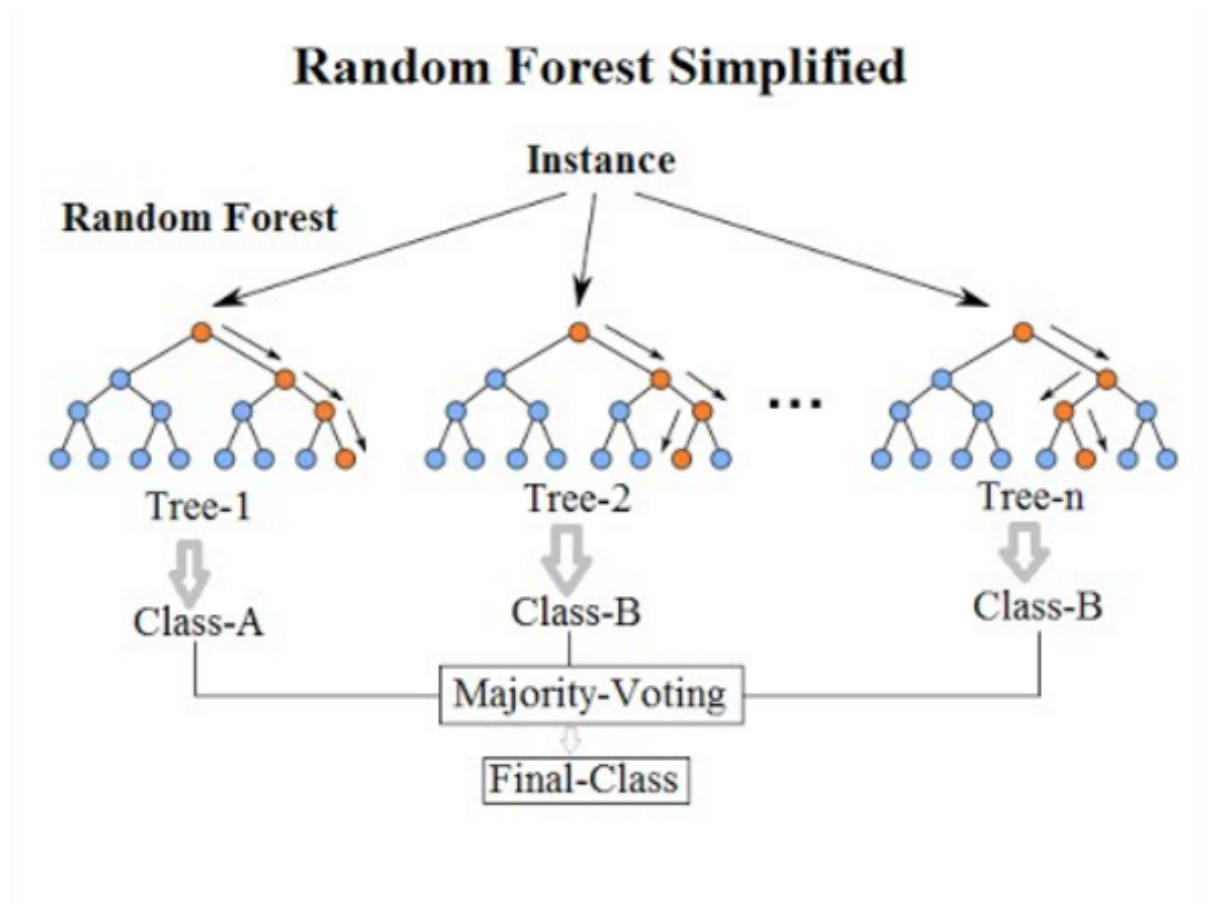 Random Forest Simplified
Instance
Random Forest
...
Tree-1
Tree-2
Tree-n
Class-A
Class-B
Class-B
Majority-Voting
Final-Class